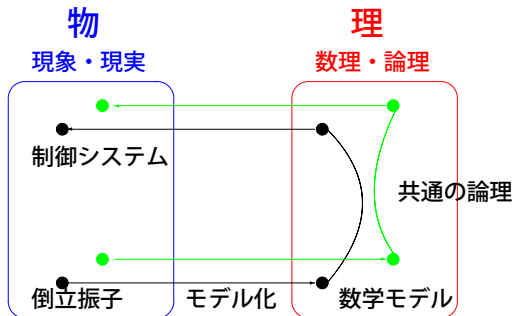 物
理
現象・現実
数理・論理
制御システム
共通の論理
倒立振子
モデル化
数学モデル